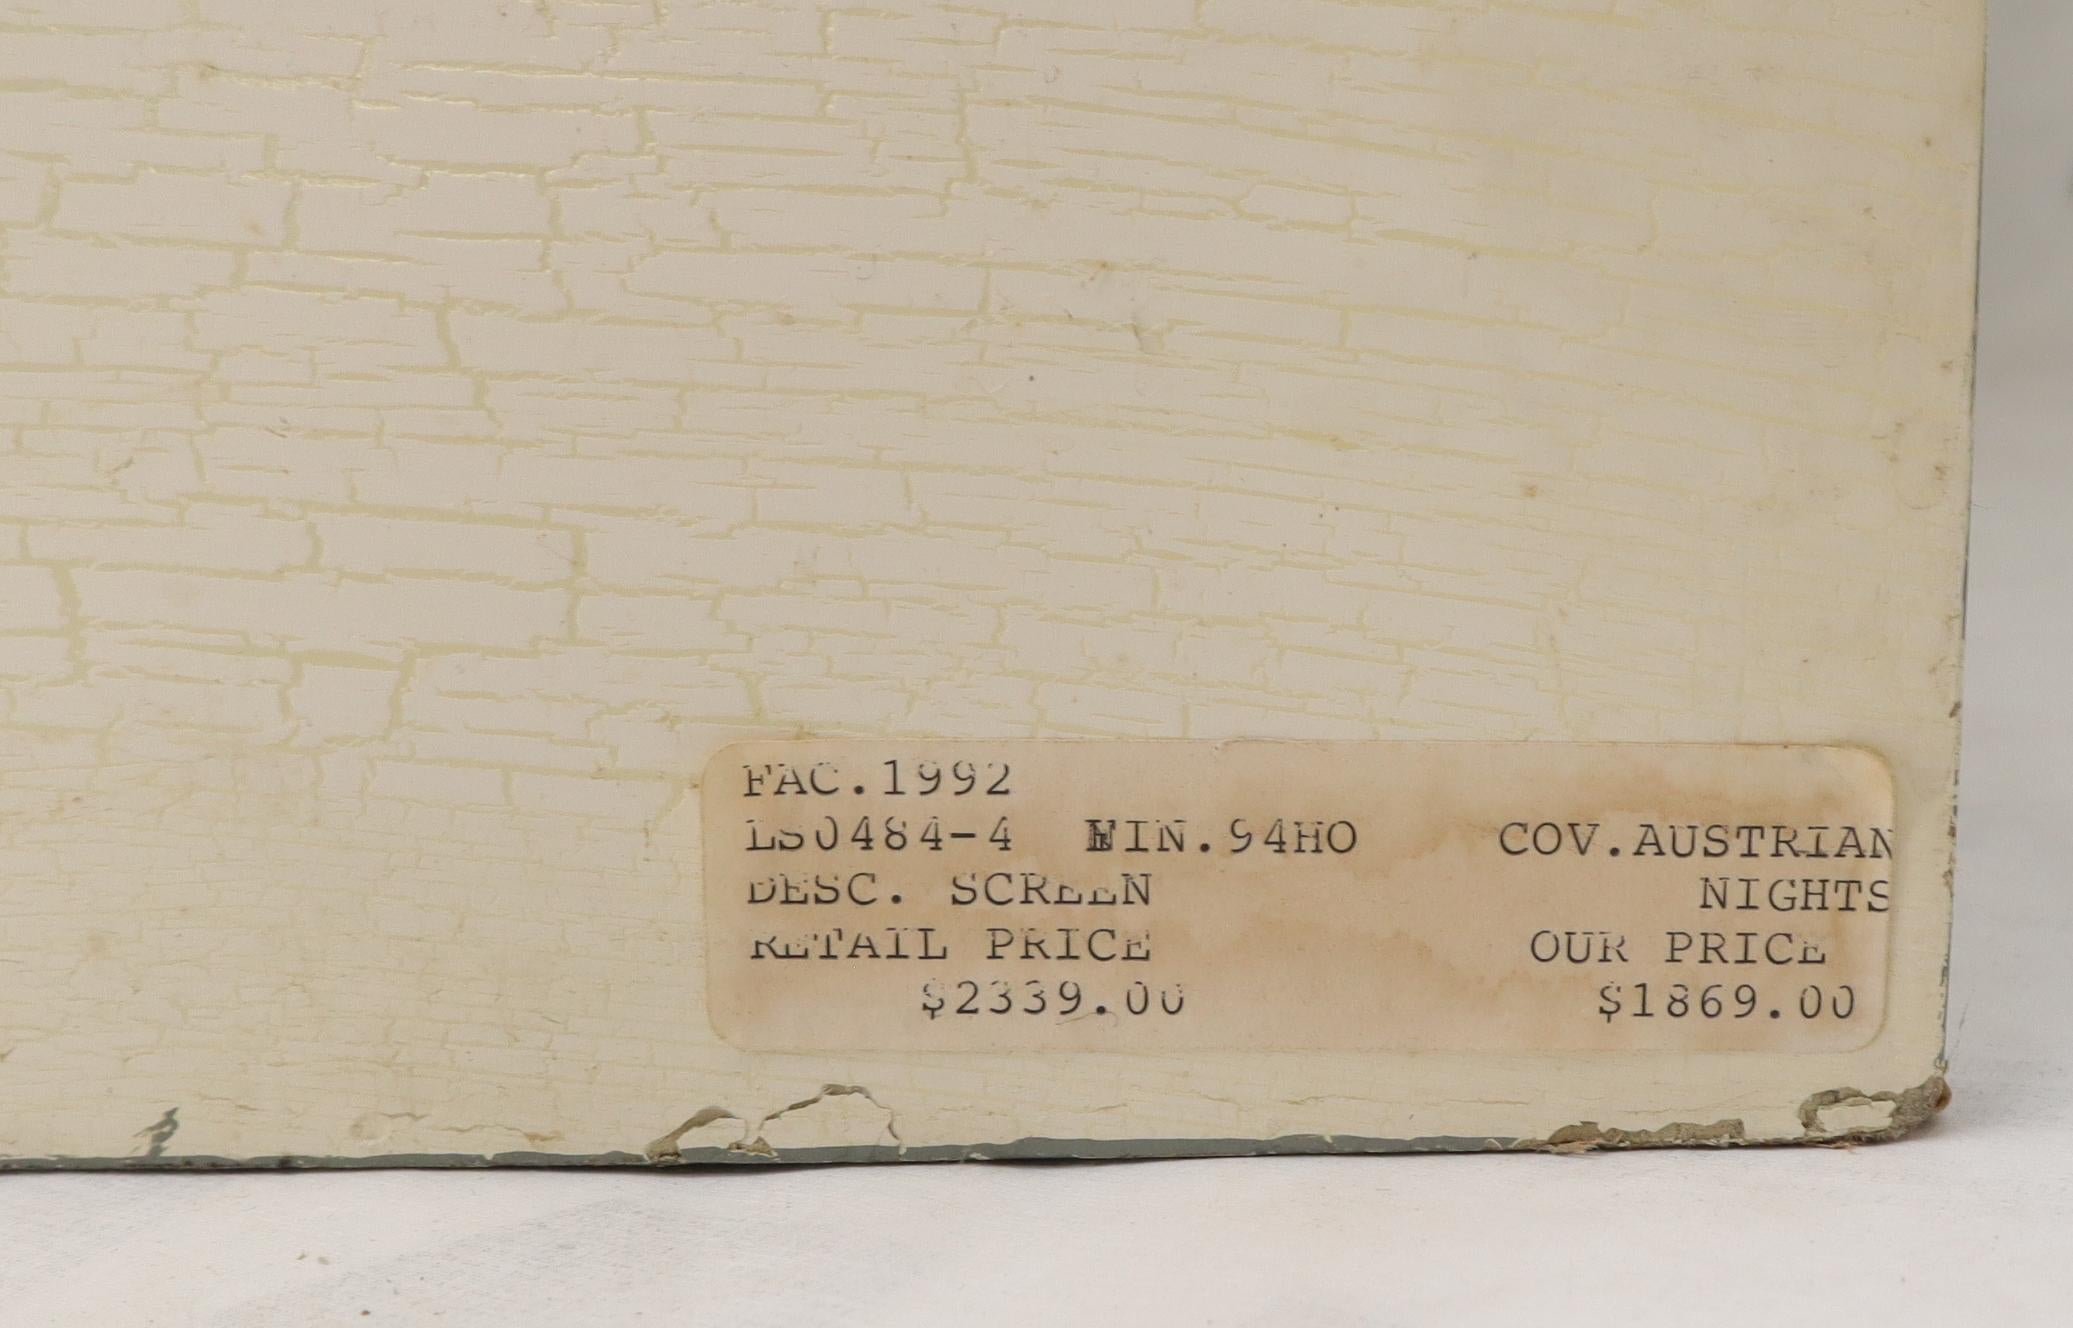 FAC.1992
LS0484-4 FIN.94HO COV.AUSTRIAN
DESC. SCREEN NIGHTS
RETAIL PRICE OUR PRICE
$2339.00 $1869.00